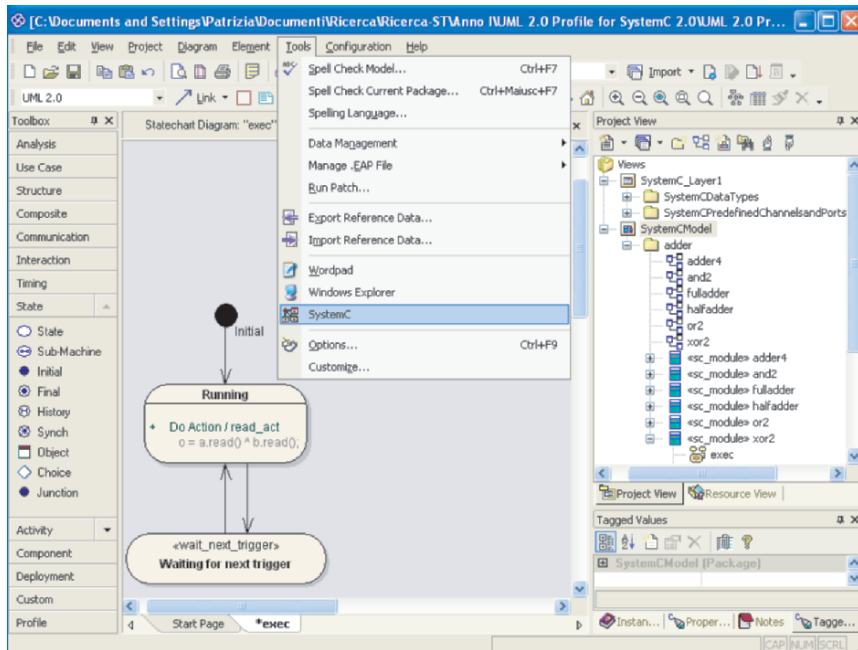 [C:\Documents and Settings\Patrizia\Documenti\Ricerca\Ricerca-ST\Anno I\UML 2.0 Profile for SystemC 2.0\UML 2.0 Pr...
File Edit View Project Diagram Element Tools Configuration Help
Import
UML 2.0 Link
Toolbox
Analysis
Use Case
Structure
Composite
Communication
Interaction
Timing
State
State
Sub-Machine
Initial
Final
History
Synch
Object
Choice
Junction
Activity
Component
Deployment
Custom
Profile
Statechart Diagram: "exec"
Spell Check Model... Ctrl+F7
Spell Check Current Package... Ctrl+Maiusc+F7
Spelling Language...
Data Management
Manage .EAP File
Run Patch...
Export Reference Data...
Import Reference Data...
Wordpad
Windows Explorer
SystemC
Options... Ctrl+F9
Customize...
Initial
Running
+ Do Action / read_act
o = a.read() ^ b.read();
«wait_next_trigger»
Waiting for next trigger
Start Page *exec
Project View
Views
SystemC_Layer1
SystemCDataTypes
SystemCPredefinedChannelsandPorts
SystemCModel
adder
adder4
and2
fulladder
halfadder
or2
xor2
«sc_module» adder4
«sc_module» and2
«sc_module» fulladder
«sc_module» halfadder
«sc_module» or2
«sc_module» xor2
exec
Project View Resource View
Tagged Values
SystemCModel (Package)
Instan... Proper... Notes Tagge...
CAP NUM SCRL